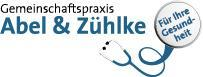 Gemeinschaftspraxis
Abel & Zühlke
Für Ihre
Gesund-
heit